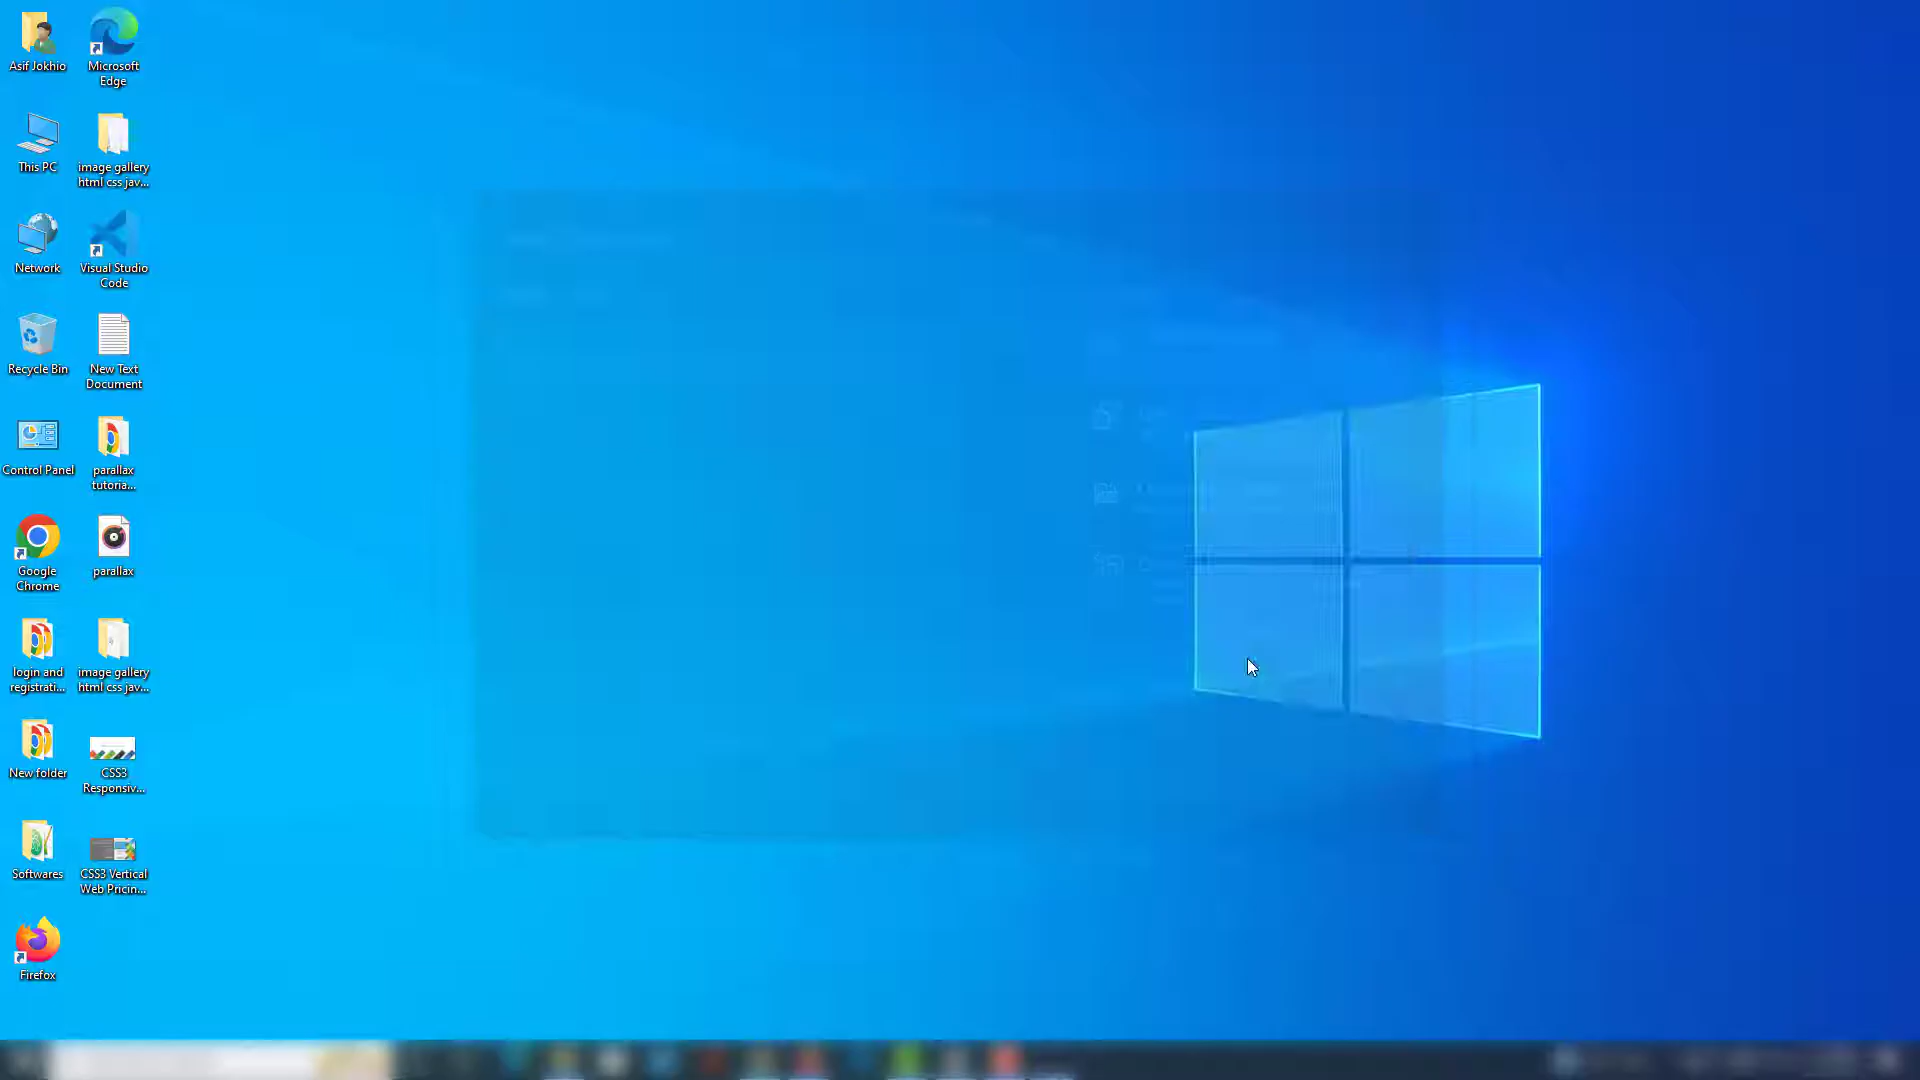 Asif Jokhio
Microsoft
Edge
This PC
image gallery
html css jav...
Network
Visual Studio
Code
Recycle Bin
New Text
Document
Control Panel
parallax
tutoria...
Google
Chrome
parallax
login and
registrati...
image gallery
html css jav...
New folder
CSS3
Responsiv...
Softwares
CSS3 Vertical
Web Pricin...
Firefox